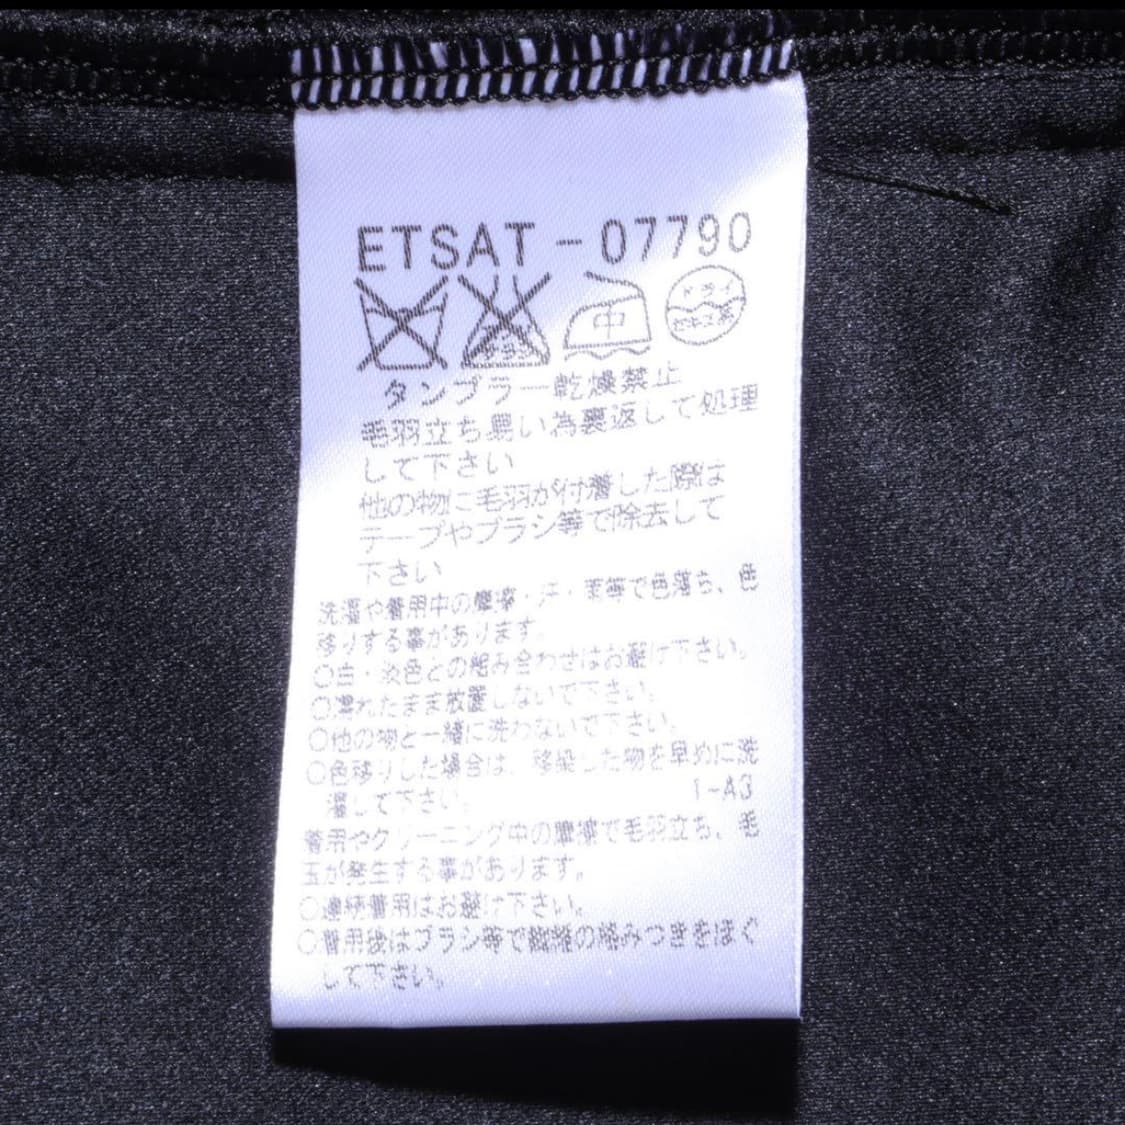 ETSAT-07790
中 ドライ
エンソサラシ セキユ系
タンブラー乾燥禁止
毛羽立ち易い為裏返して処理
して下さい
他の物に毛羽が付着した際は
テープやブラシ等で除去して
下さい
洗濯や着用中の摩擦・汗・雨等で色落ち、色
移りする事があります。
○白・淡色との組み合わせはお避け下さい。
○濡れたまま放置しないで下さい。
○他の物と一緒に洗わないで下さい。
○色移りした場合は、移染した物を早めに洗
濯して下さい。 1-A3
着用やクリーニング中の摩擦で毛羽立ち、毛
玉が発生する事があります。
○連続着用はお避け下さい。
○着用後はブラシ等で繊維の絡みつきをほぐ
して下さい。